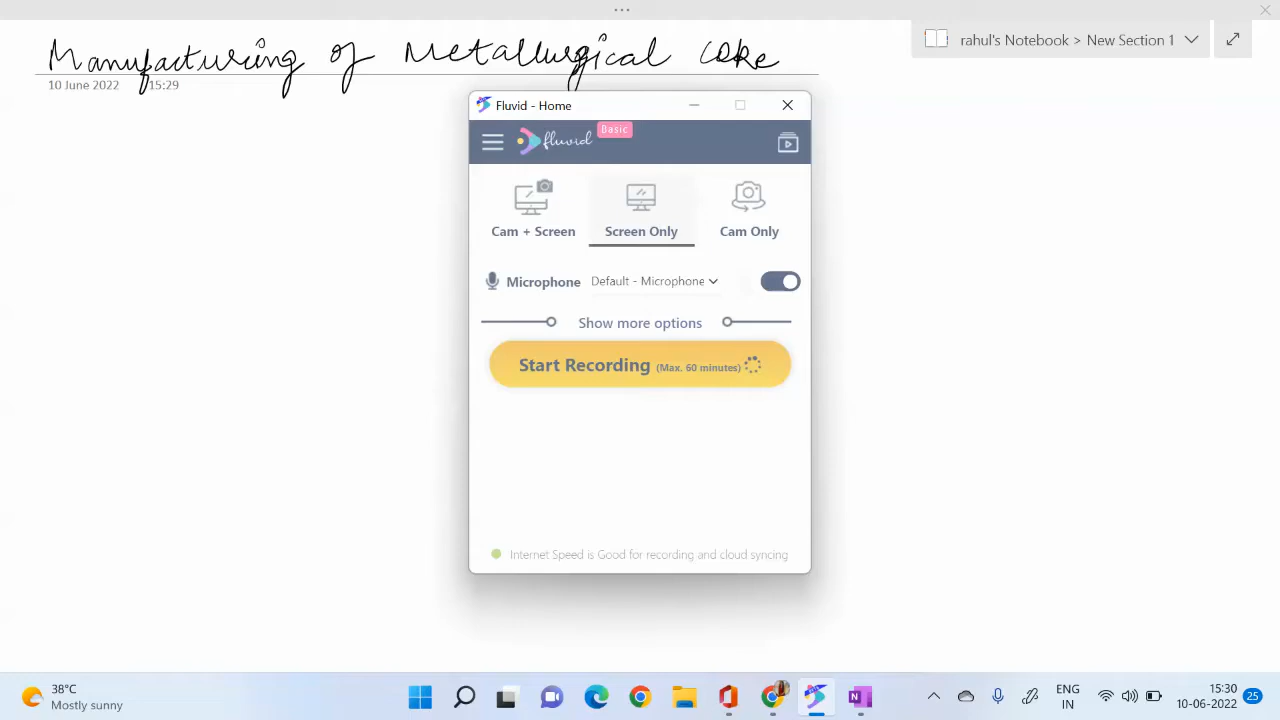 Manufacturing of Metallurgical coke
rahul's Notebook > New Section 1
10 June 2022 15:29
Fluvid - Home
fluvid Basic
Cam + Screen Screen Only Cam Only
Microphone Default - Microphone
Show more options
Start Recording (Max. 60 minutes)
Internet Speed is Good for recording and cloud syncing
38°C
Mostly sunny
ENG
IN
15:30
10-06-2022
25